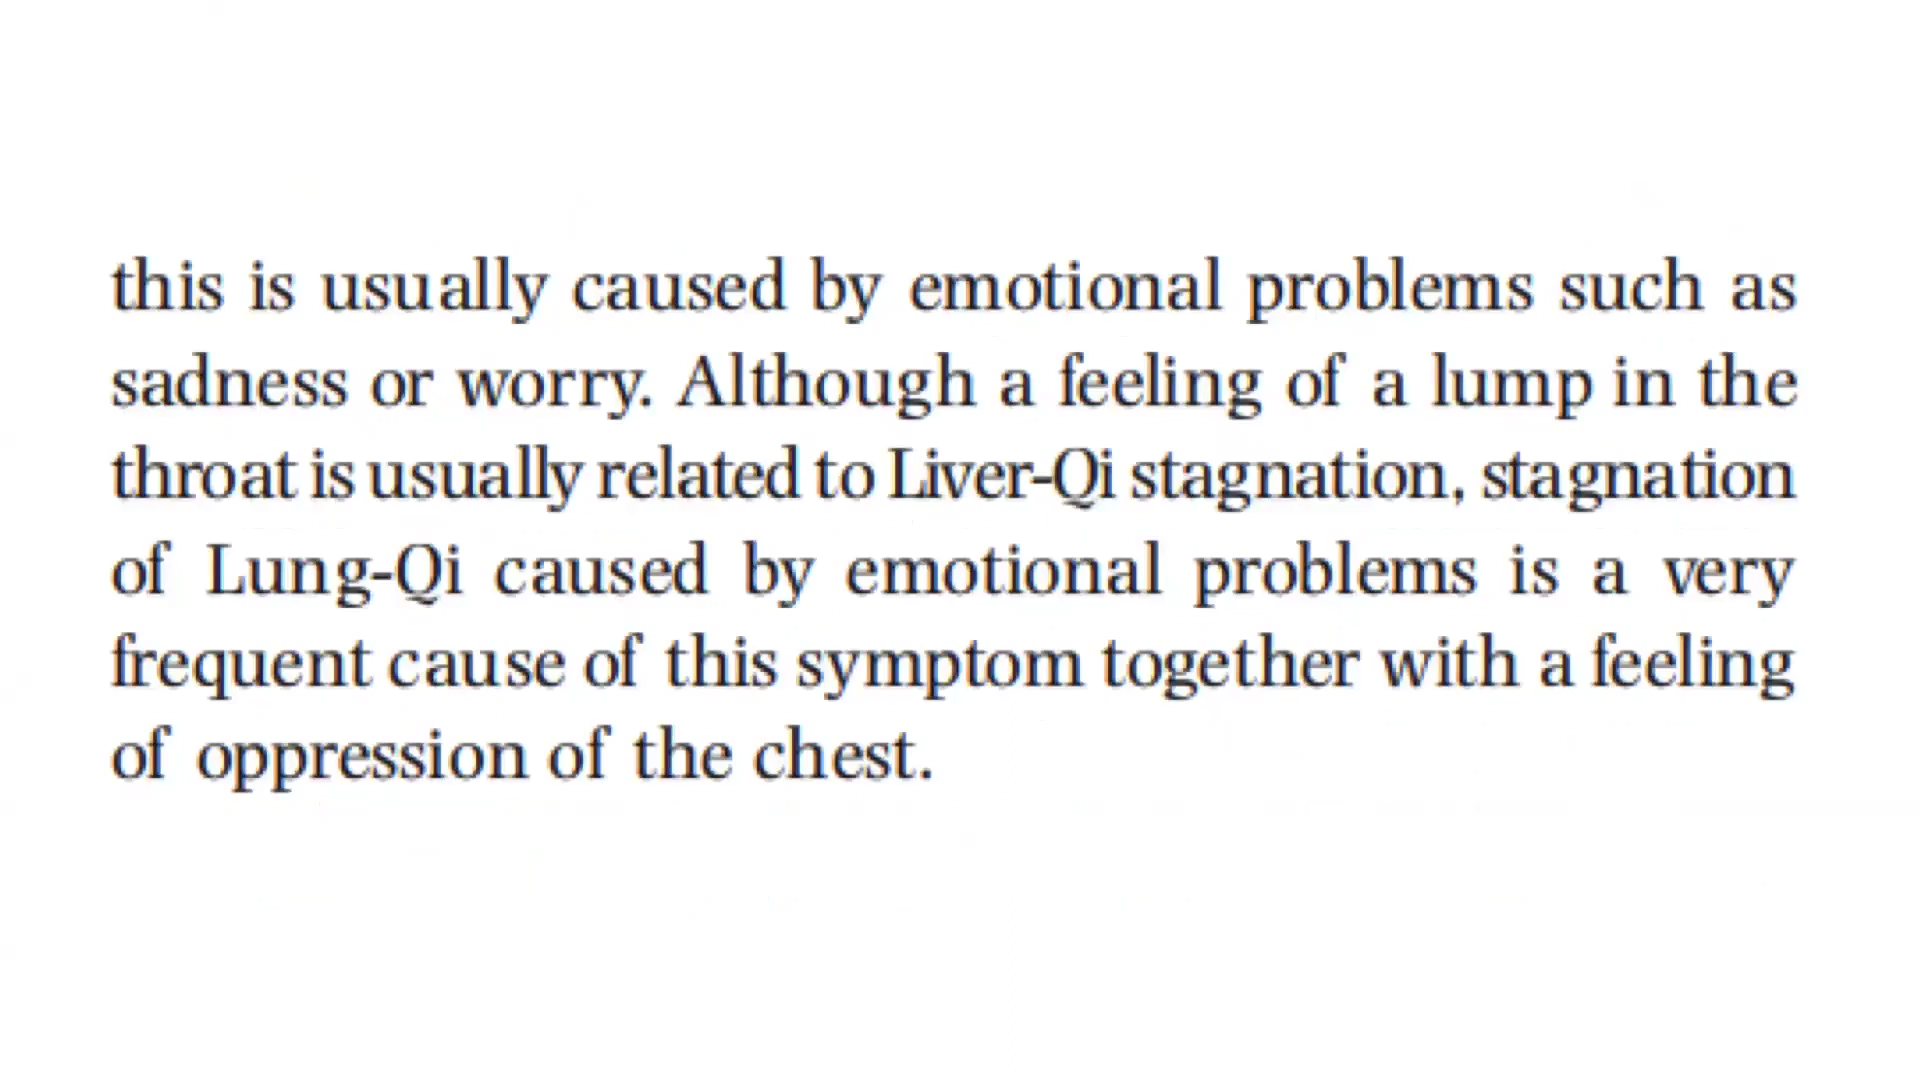 this is usually caused by emotional problems such as
sadness or worry. Although a feeling of a lump in the
throat is usually related to Liver-Qi stagnation, stagnation
of Lung-Qi caused by emotional problems is a very
frequent cause of this symptom together with a feeling
of oppression of the chest.